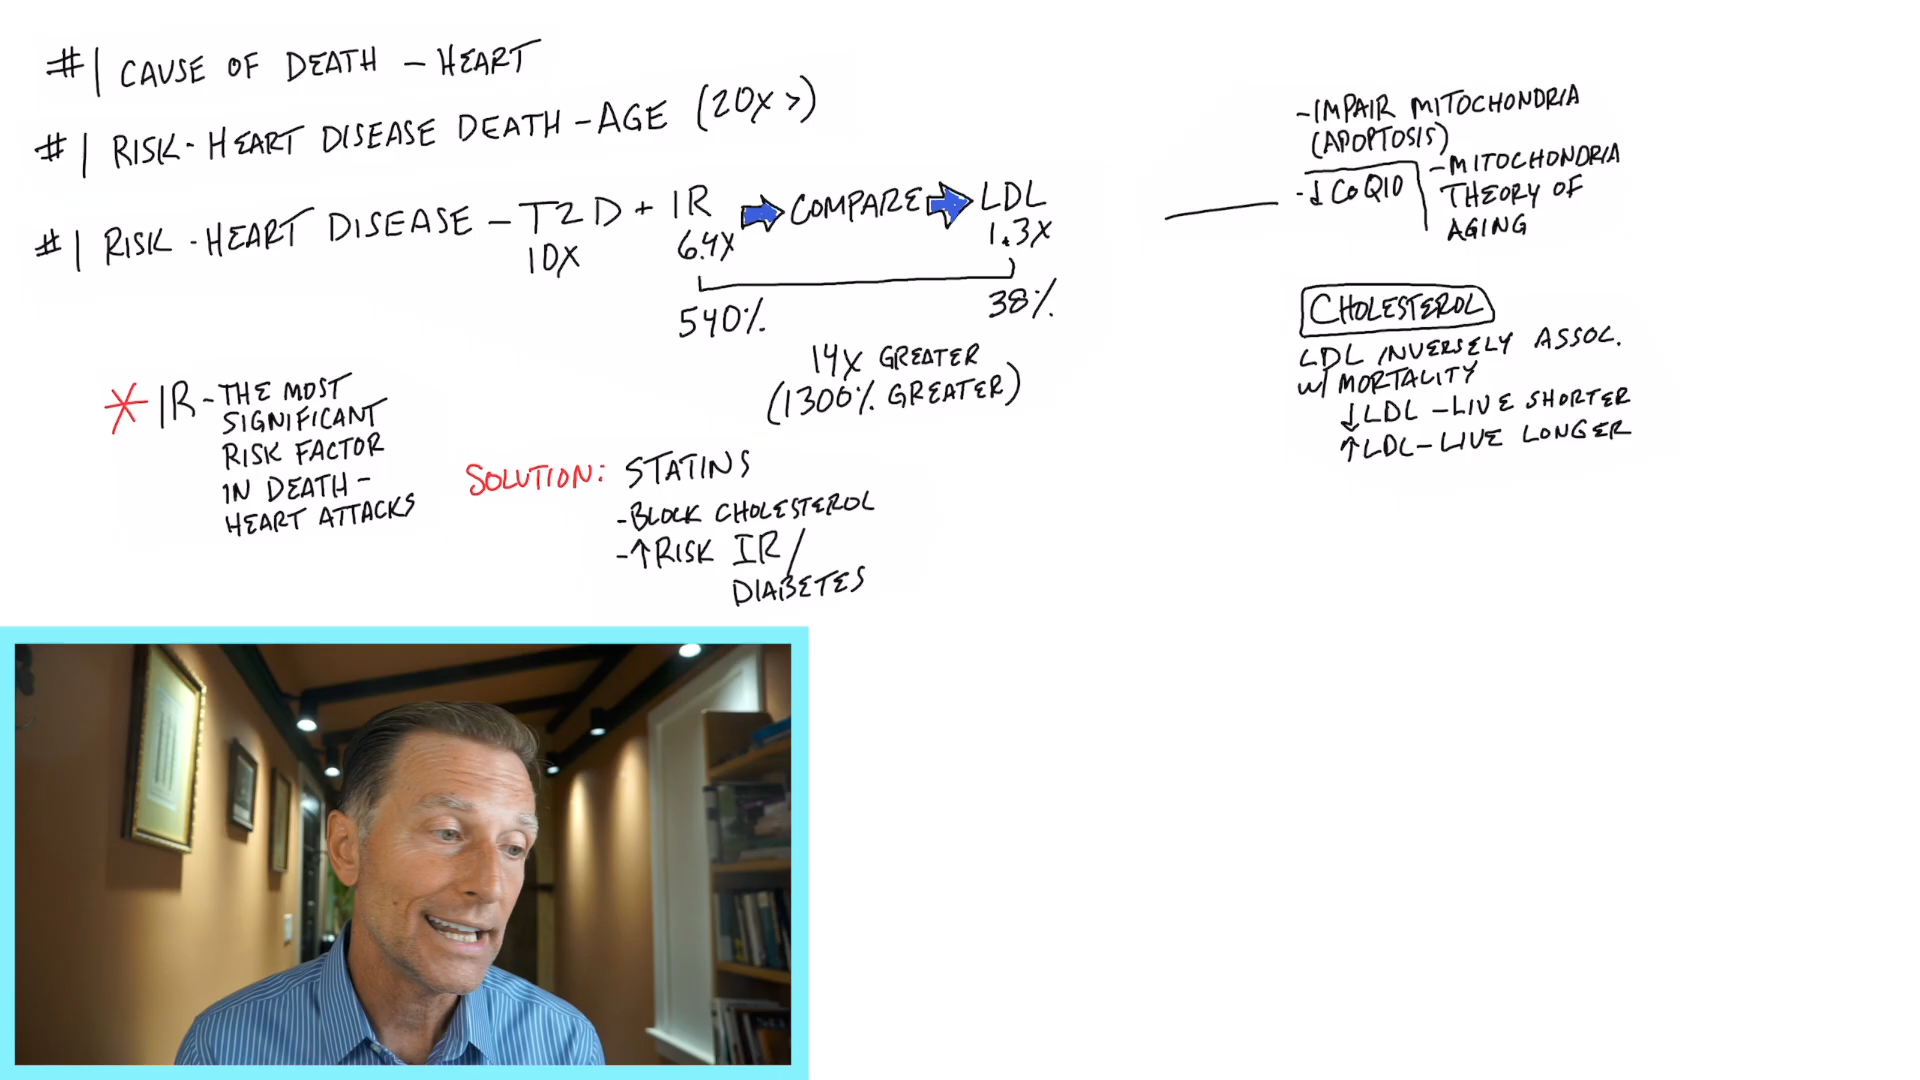 #1 CAUSE OF DEATH - HEART
#1 RISK - HEART DISEASE DEATH - AGE (20X >)
#1 RISK - HEART DISEASE - T2D + IR COMPARE LDL
10X 6.4X 1.3X
540% 38%
14X GREATER
(1300% GREATER)
* IR - THE MOST
SIGNIFICANT
RISK FACTOR
IN DEATH -
HEART ATTACKS
SOLUTION: STATINS
- BLOCK CHOLESTEROL
- ↑ RISK IR /
DIABETES
- IMPAIR MITOCHONDRIA
(APOPTOSIS)
- ↓ COQ10
- MITOCHONDRIA
THEORY OF
AGING
CHOLESTEROL
LDL INVERSELY ASSOC.
W/ MORTALITY
↓ LDL - LIVE SHORTER
↑ LDL - LIVE LONGER